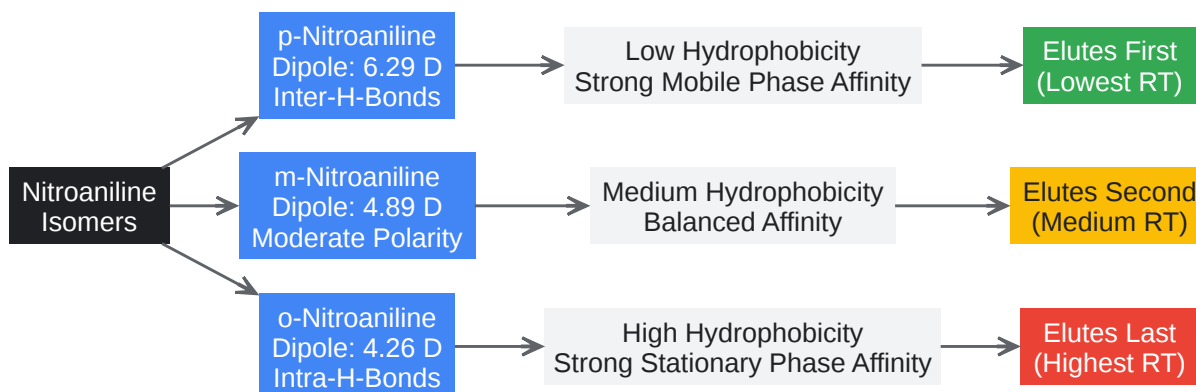 p-Nitroaniline
Dipole: 6.29 D
Inter-H-Bonds
Low Hydrophobicity
Strong Mobile Phase Affinity
Elutes First
(Lowest RT)
Nitroaniline
Isomers
m-Nitroaniline
Dipole: 4.89 D
Moderate Polarity
Medium Hydrophobicity
Balanced Affinity
Elutes Second
(Medium RT)
o-Nitroaniline
Dipole: 4.26 D
Intra-H-Bonds
High Hydrophobicity
Strong Stationary Phase Affinity
Elutes Last
(Highest RT)